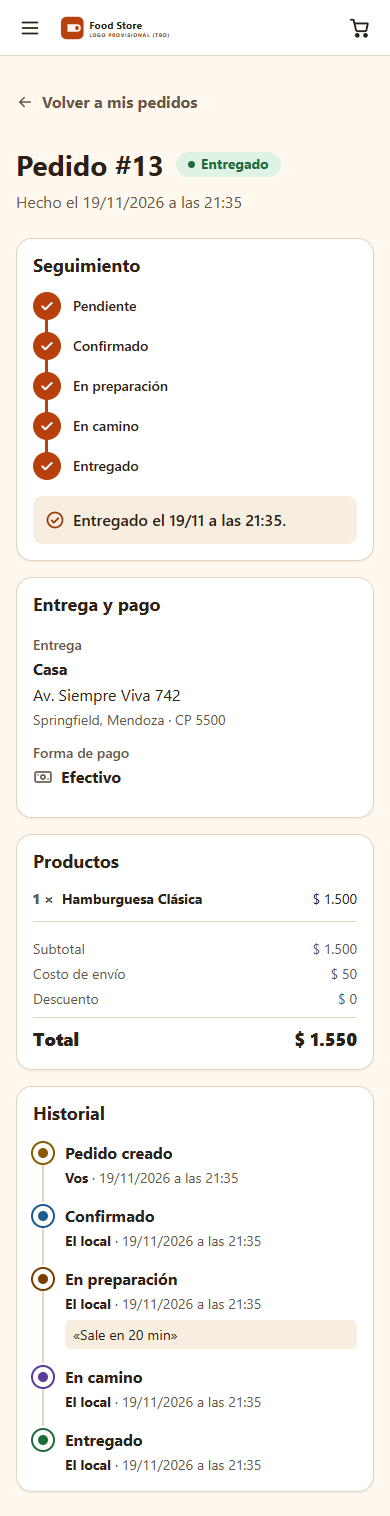 Food Store
LOGO PROVISIONAL (TBD)
Volver a mis pedidos
Pedido #13
Entregado
Hecho el 19/11/2026 a las 21:35
Seguimiento
Pendiente
Confirmado
En preparación
En camino
Entregado
Entregado el 19/11 a las 21:35.
Entrega y pago
Entrega
Casa
Av. Siempre Viva 742
Springfield, Mendoza · CP 5500
Forma de pago
Efectivo
Productos
1 × Hamburguesa Clásica $ 1.500
Subtotal $ 1.500
Costo de envío $ 50
Descuento $ 0
Total $ 1.550
Historial
Pedido creado
Vos · 19/11/2026 a las 21:35
Confirmado
El local · 19/11/2026 a las 21:35
En preparación
El local · 19/11/2026 a las 21:35
«Sale en 20 min»
En camino
El local · 19/11/2026 a las 21:35
Entregado
El local · 19/11/2026 a las 21:35